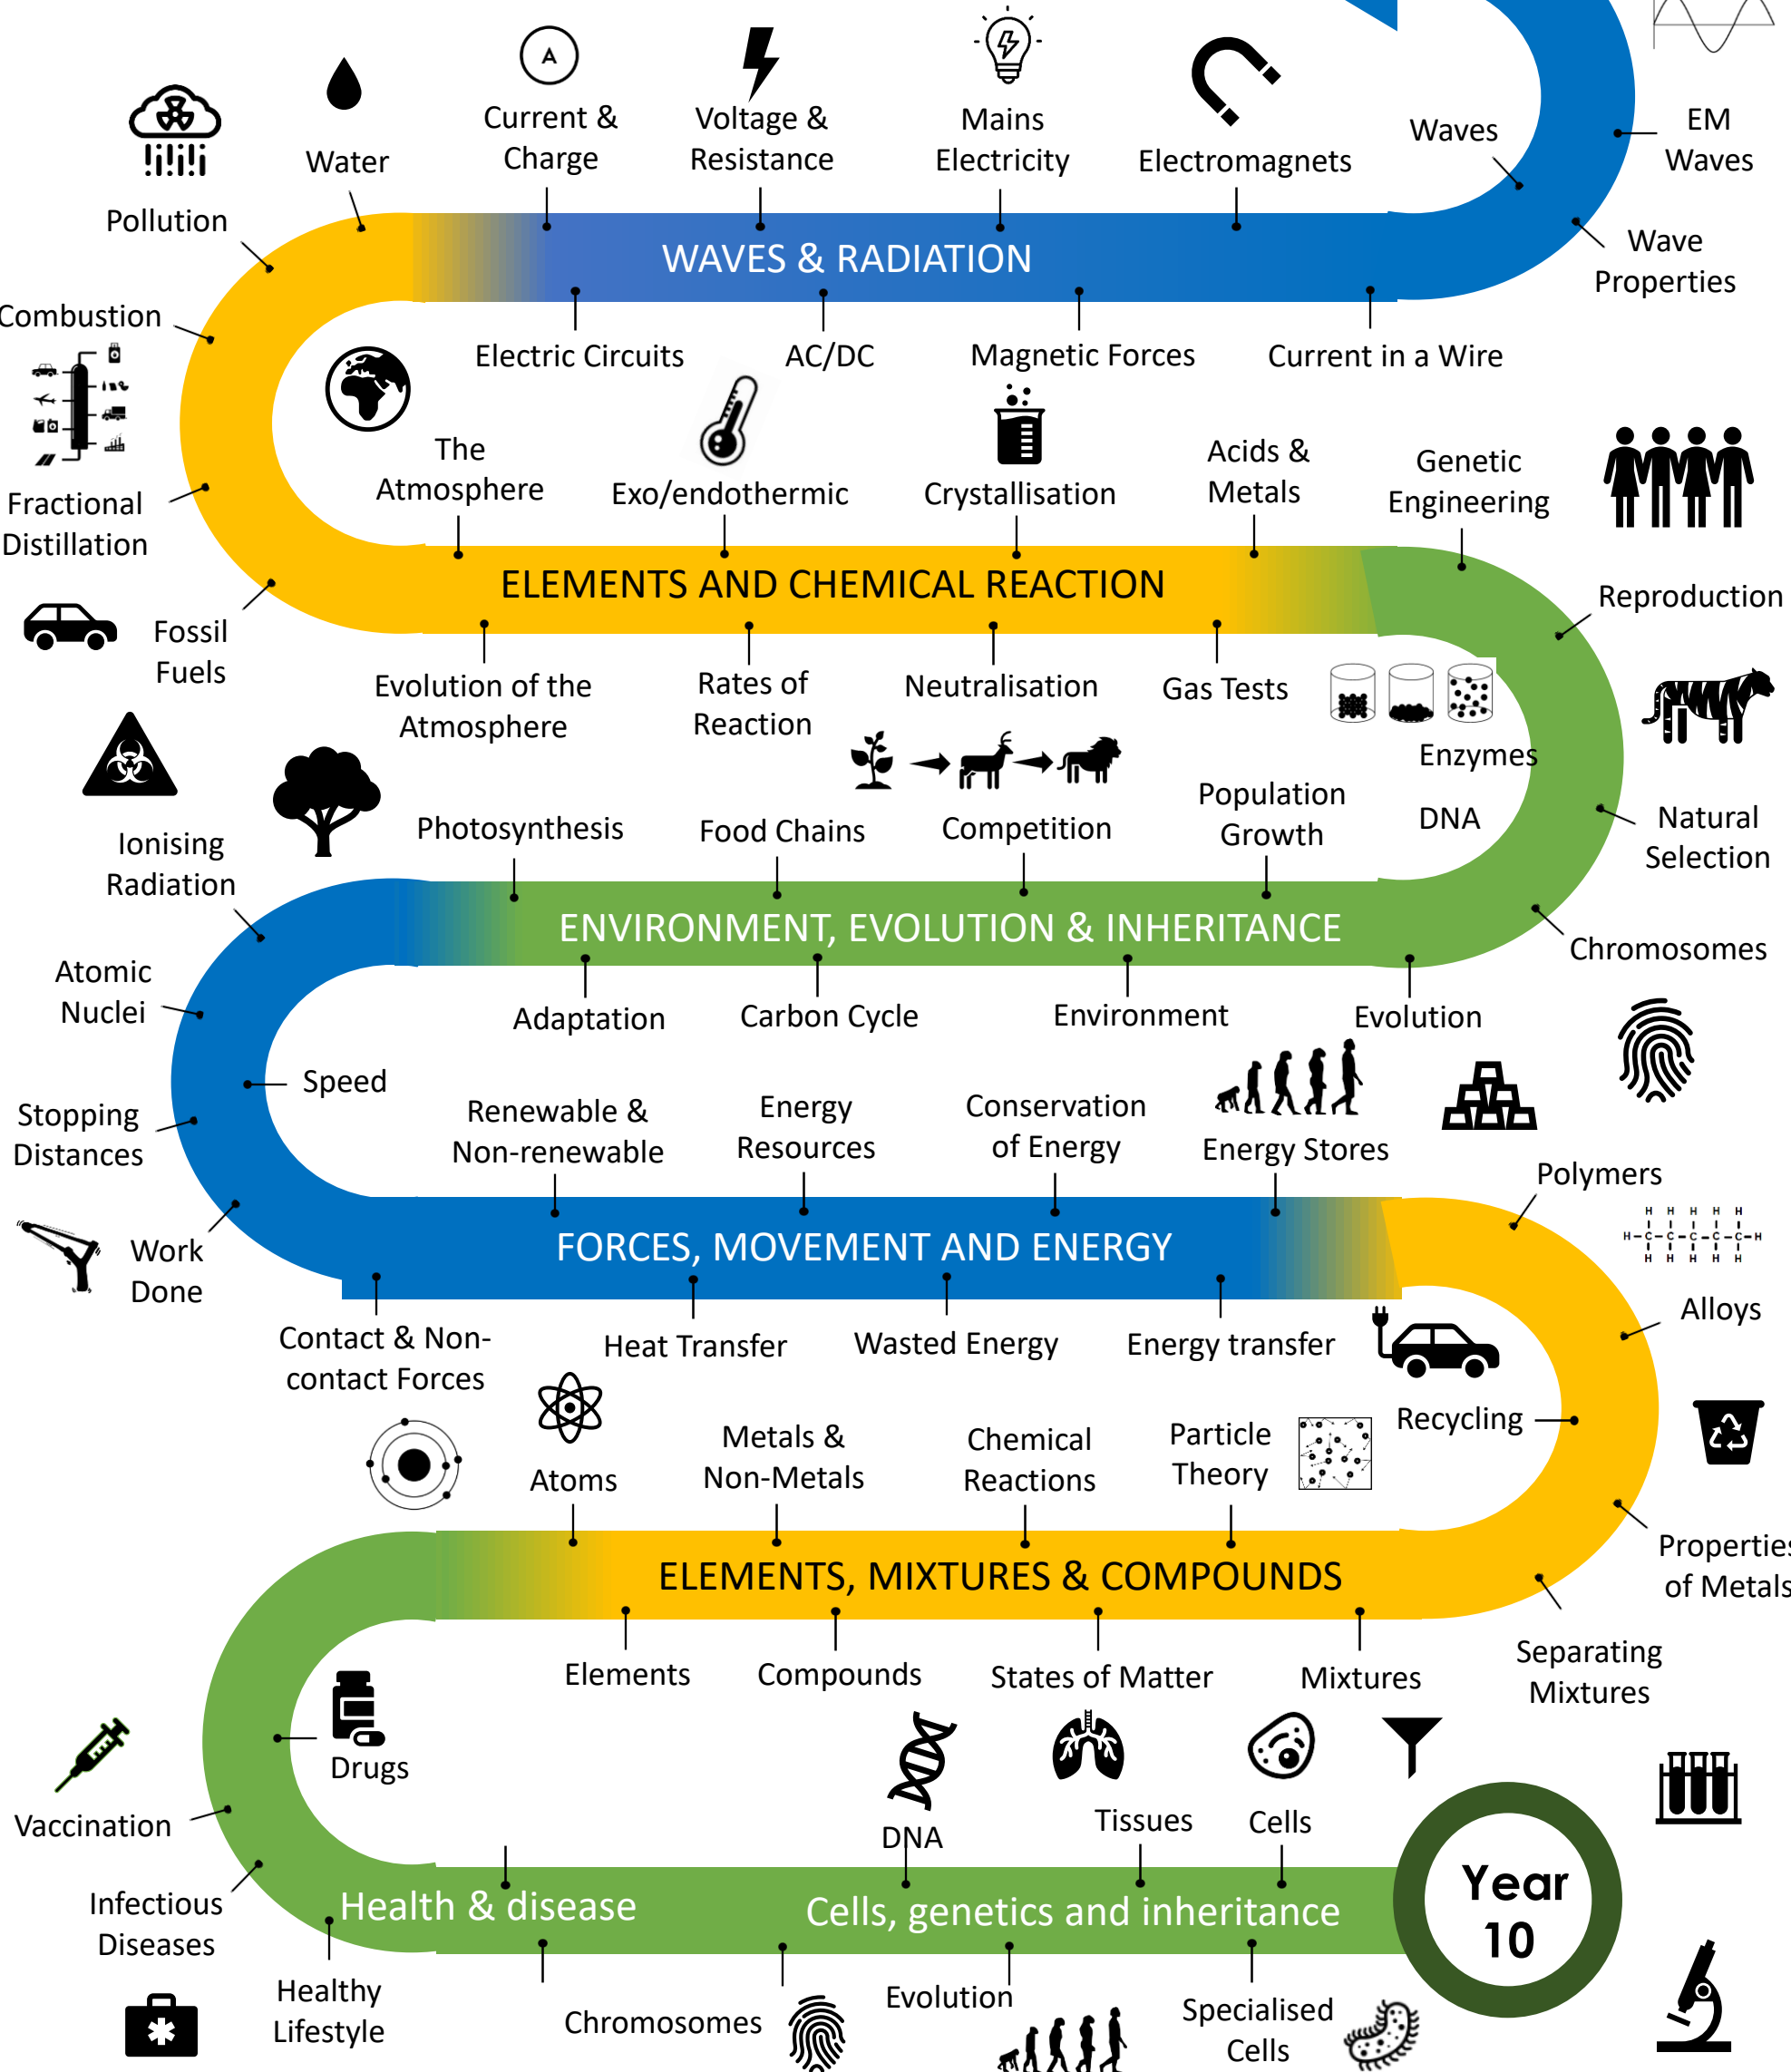 A
Current &
Charge
Voltage &
Resistance
Mains
Electricity
Electromagnets
Waves
EM
Waves
Water
Pollution
WAVES & RADIATION
Wave
Properties
Combustion
Electric Circuits
AC/DC
Magnetic Forces
Current in a Wire
The
Atmosphere
Exo/endothermic
Crystallisation
Acids &
Metals
Genetic
Engineering
Fractional
Distillation
ELEMENTS AND CHEMICAL REACTION
Reproduction
Fossil
Fuels
Evolution of the
Atmosphere
Rates of
Reaction
Neutralisation
Gas Tests
Enzymes
DNA
Natural
Selection
Ionising
Radiation
Photosynthesis
Food Chains
Competition
Population
Growth
ENVIRONMENT, EVOLUTION & INHERITANCE
Chromosomes
Atomic
Nuclei
Adaptation
Carbon Cycle
Environment
Evolution
Speed
Stopping
Distances
Renewable &
Non-renewable
Energy
Resources
Conservation
of Energy
Energy Stores
Polymers
Work
Done
FORCES, MOVEMENT AND ENERGY
H H H H H
H-C-C-C-C-C-H
H H H H H
Alloys
Contact & Non-
contact Forces
Heat Transfer
Wasted Energy
Energy transfer
Recycling
Atoms
Metals &
Non-Metals
Chemical
Reactions
Particle
Theory
ELEMENTS, MIXTURES & COMPOUNDS
Properties
of Metals
Elements
Compounds
States of Matter
Mixtures
Separating
Mixtures
Drugs
Vaccination
DNA
Tissues
Cells
Infectious
Diseases
Health & disease
Cells, genetics and inheritance
Year
10
Healthy
Lifestyle
Chromosomes
Evolution
Specialised
Cells